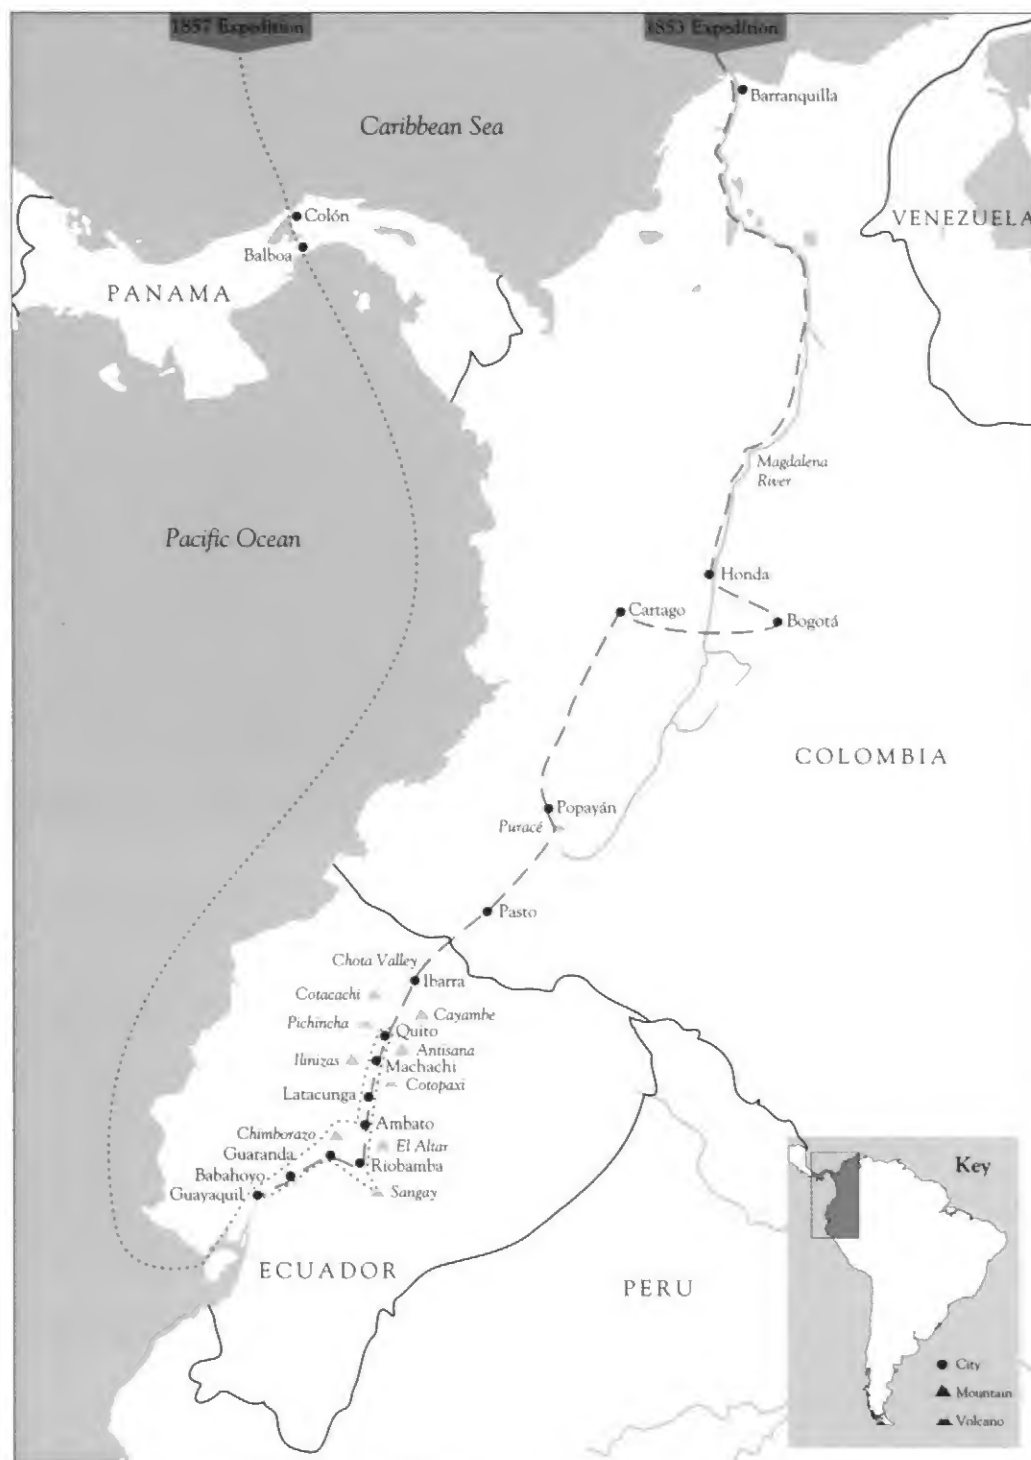 1857 Expedition
1853 Expedition
Barranquilla
Caribbean Sea
VENEZUELA
Colón
Balboa
PANAMA
Magdalena
River
Pacific Ocean
Honda
Cartago
Bogotá
COLOMBIA
Popayán
Puracé
Pasto
Chota Valley
Ibarra
Cotacachi
Cayambe
Pichincha
Quito
Antisana
Ilinizas
Machachi
Cotopaxi
Latacunga
Ambato
Chimborazo
El Altar
Guaranda
Riobamba
Babahoyo
Guayaquil
Sangay
Key
ECUADOR
PERU
City
Mountain
Volcano